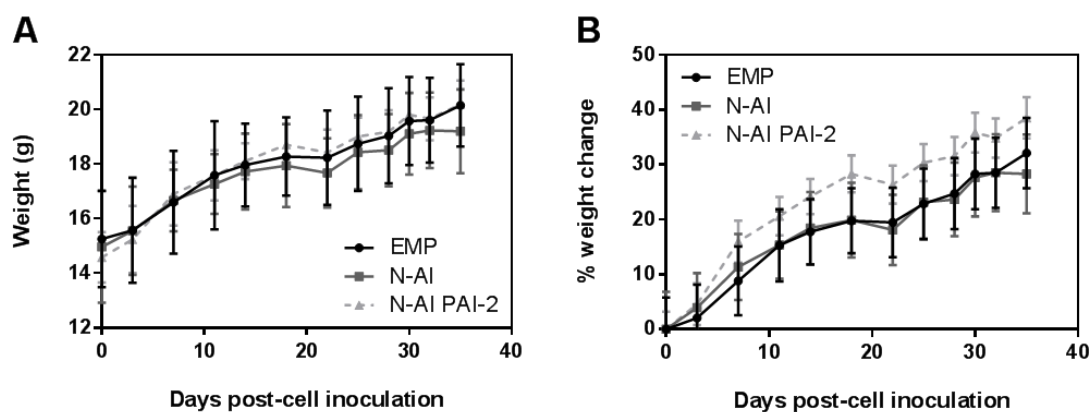 A
22
20
18
16
14
12
Weight (g)
EMP
N-AI
N-AI PAI-2
0
10
20
30
40
Days post-cell inoculation
B
50
40
30
20
10
0
% weight change
EMP
N-AI
N-AI PAI-2
0
10
20
30
40
Days post-cell inoculation